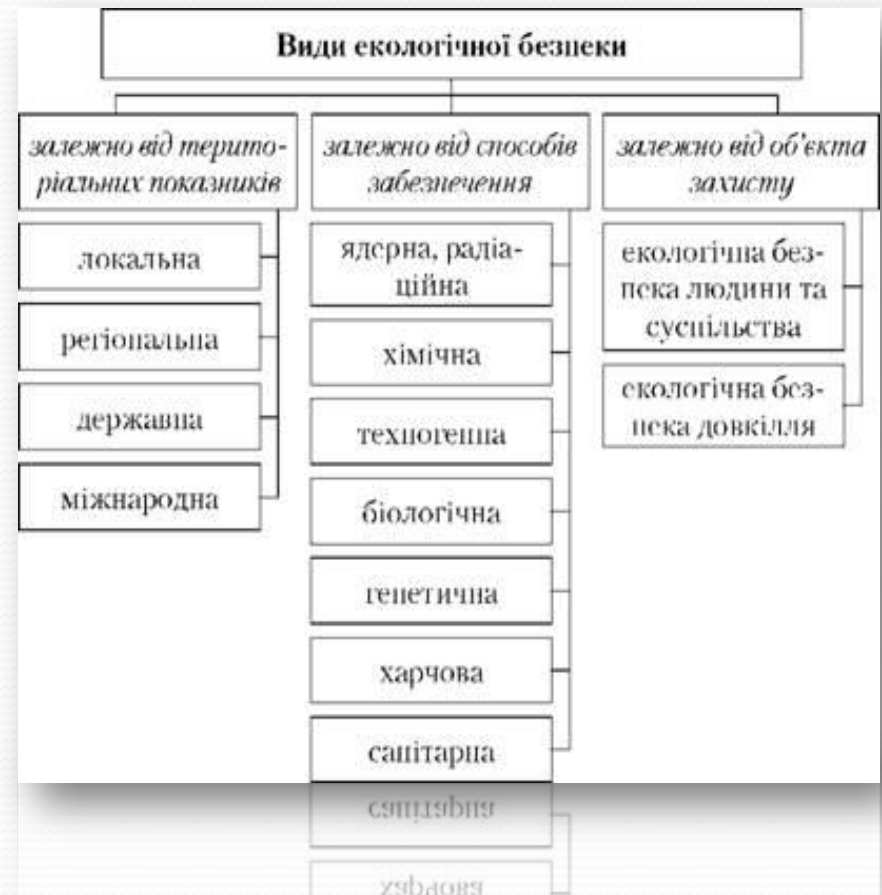 Види екологічної безпеки
залежно від терито-
ріальних показників
локальна
регіональна
державна
міжнародна
залежно від способів
забезпечення
ядерна, радіа-
ційна
хімічна
техногенна
біологічна
генетична
харчова
санітарна
залежно від об’єкта
захисту
екологічна без-
пека людини та
суспільства
екологічна без-
пека довкілля